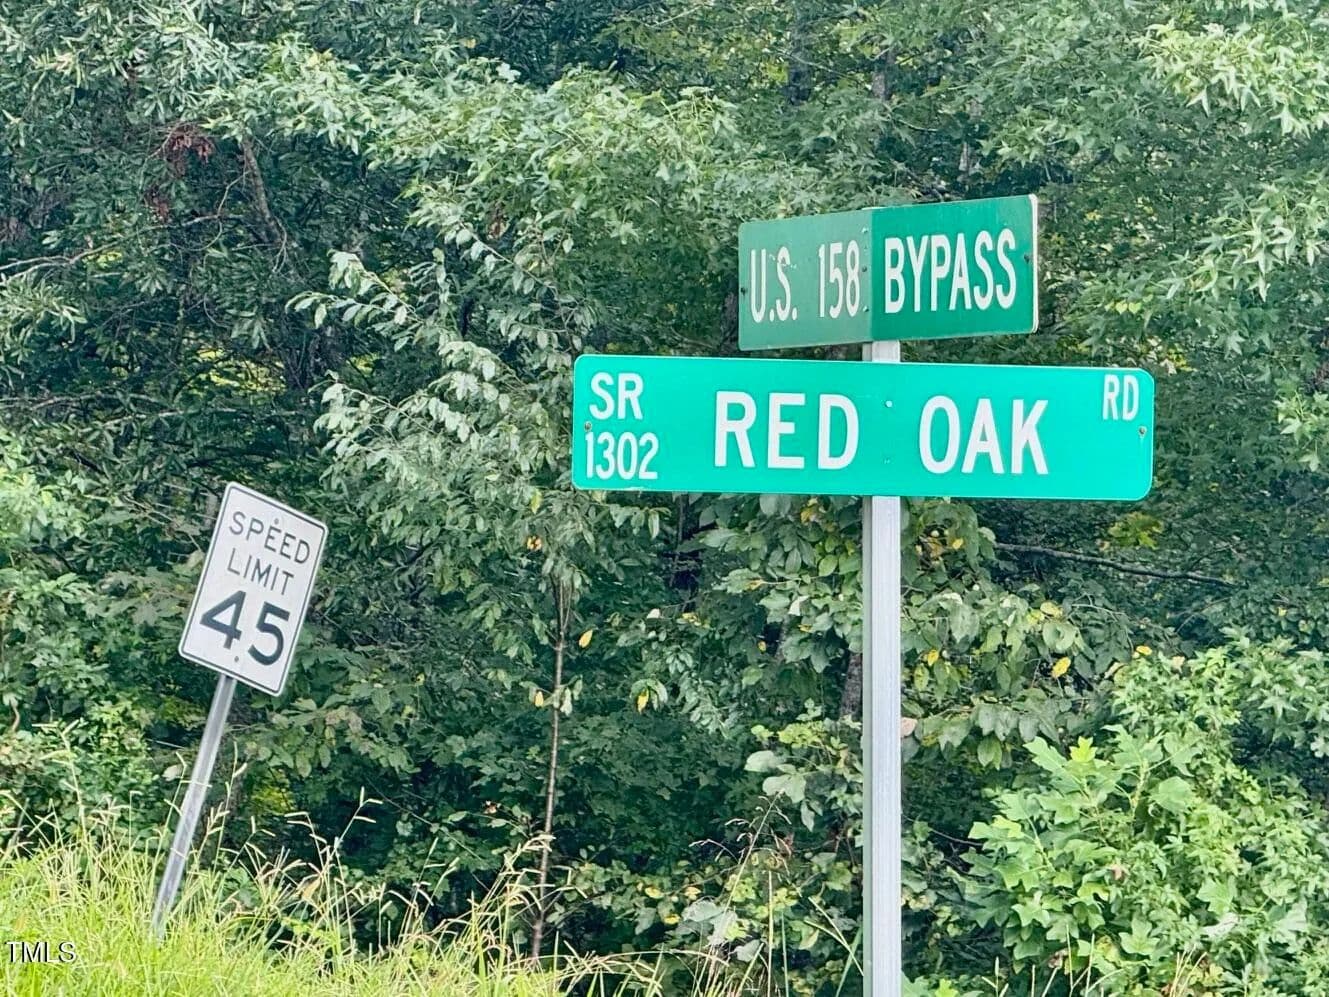 U.S. 158 BYPASS
SR 1302 RED OAK RD
SPEED
LIMIT
45
TMLS